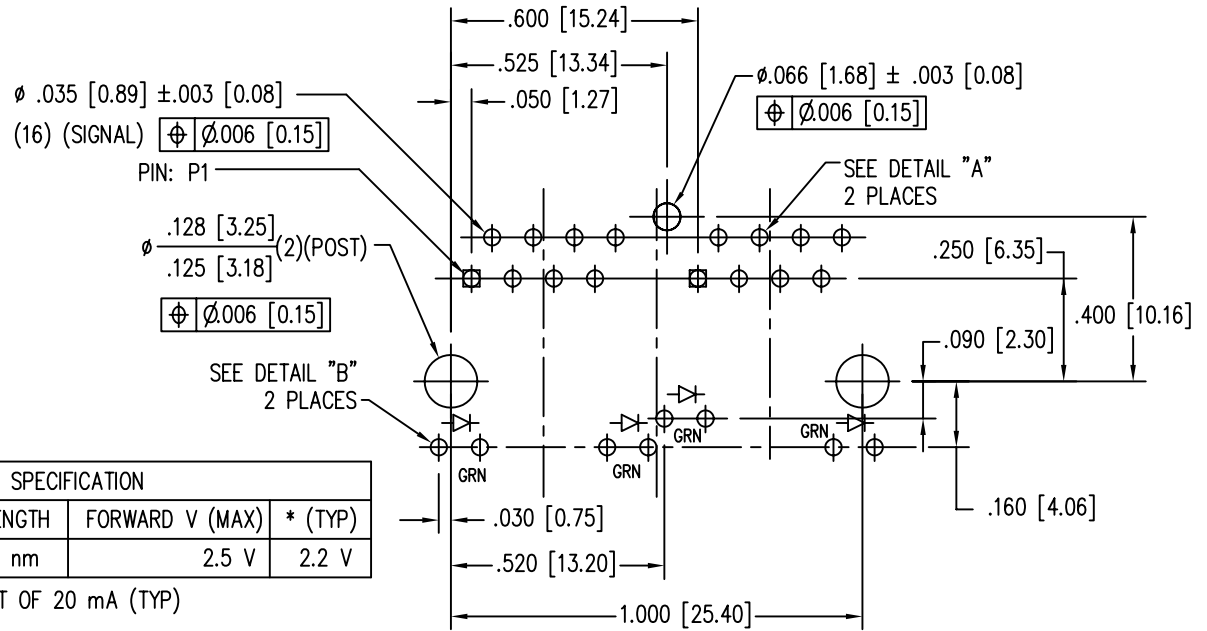 .600 [15.24]
.525 [13.34]
.050 [1.27]
ø .035 [0.89] ±.003 [0.08]
(16) (SIGNAL) ⌖ Ø.006 [0.15]
PIN: P1
ø.066 [1.68] ± .003 [0.08]
⌖ Ø.006 [0.15]
SEE DETAIL "A"
2 PLACES
ø .128 [3.25]
.125 [3.18]
(2)(POST)
⌖ Ø.006 [0.15]
.250 [6.35]
.400 [10.16]
.090 [2.30]
SEE DETAIL "B"
2 PLACES
GRN
GRN
GRN
GRN
.160 [4.06]
.030 [0.75]
.520 [13.20]
1.000 [25.40]
SPECIFICATION
ENGTH FORWARD V (MAX) * (TYP)
nm 2.5 V 2.2 V
T OF 20 mA (TYP)